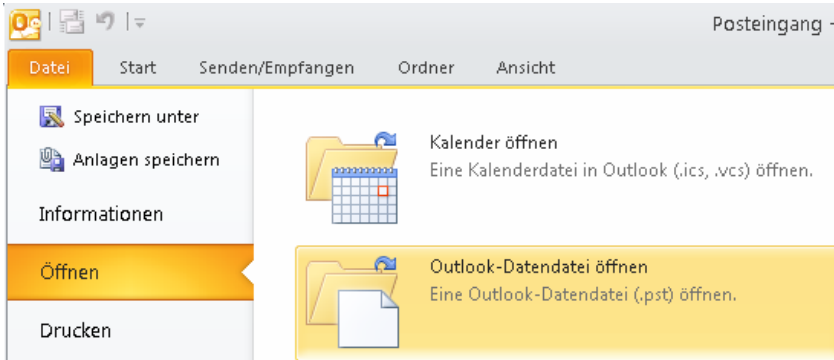 Posteingang -
Datei Start Senden/Empfangen Ordner Ansicht
Speichern unter
Anlagen speichern
Informationen
Öffnen
Drucken
Kalender öffnen
Eine Kalenderdatei in Outlook (.ics, .vcs) öffnen.
Outlook-Datendatei öffnen
Eine Outlook-Datendatei (.pst) öffnen.